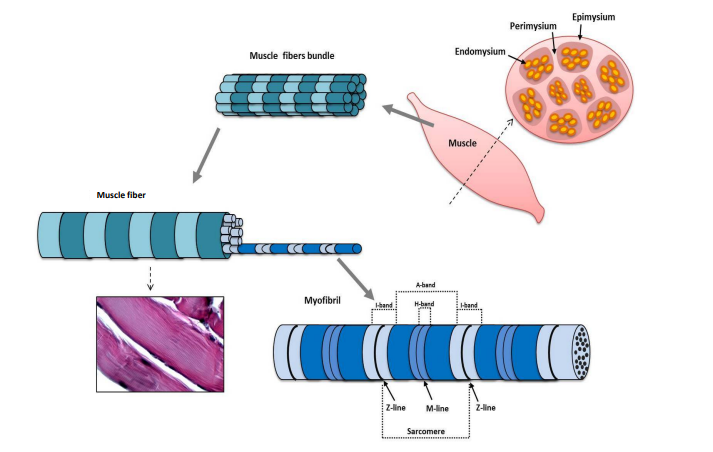 Epimysium
Perimysium
Endomysium
Muscle fibers bundle
Muscle
Muscle fiber
Myofibril
A-band
I-band
H-band
I-band
Z-line
M-line
Z-line
Sarcomere